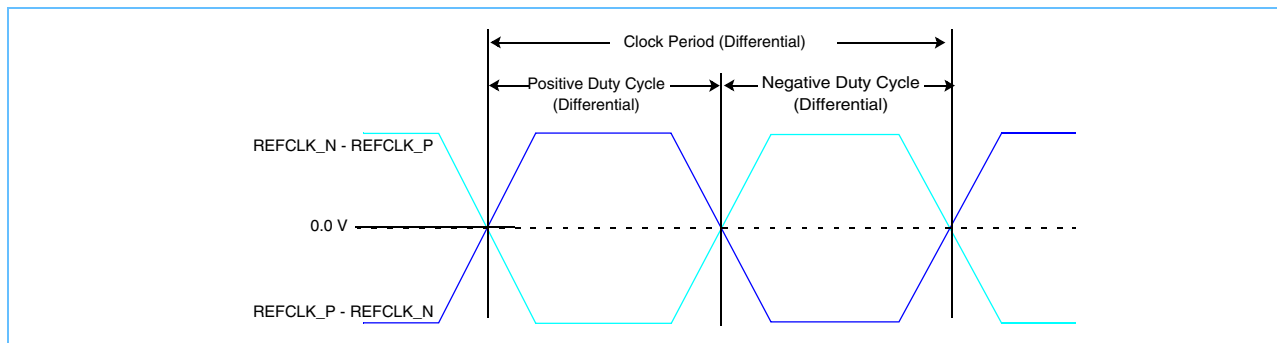 Clock Period (Differential)
Positive Duty Cycle
(Differential)
Negative Duty Cycle
(Differential)
REFCLK_N - REFCLK_P
0.0 V
REFCLK_P - REFCLK_N